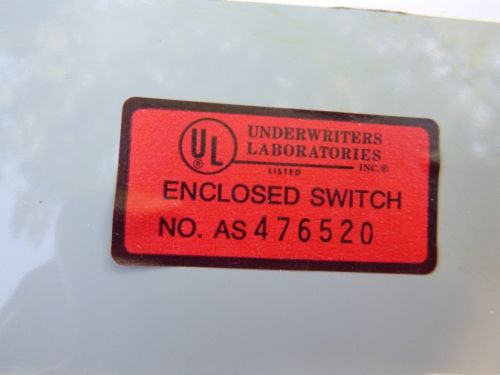 UL ®
UNDERWRITERS
LABORATORIES
LISTED INC.®
ENCLOSED SWITCH
NO. AS 476520